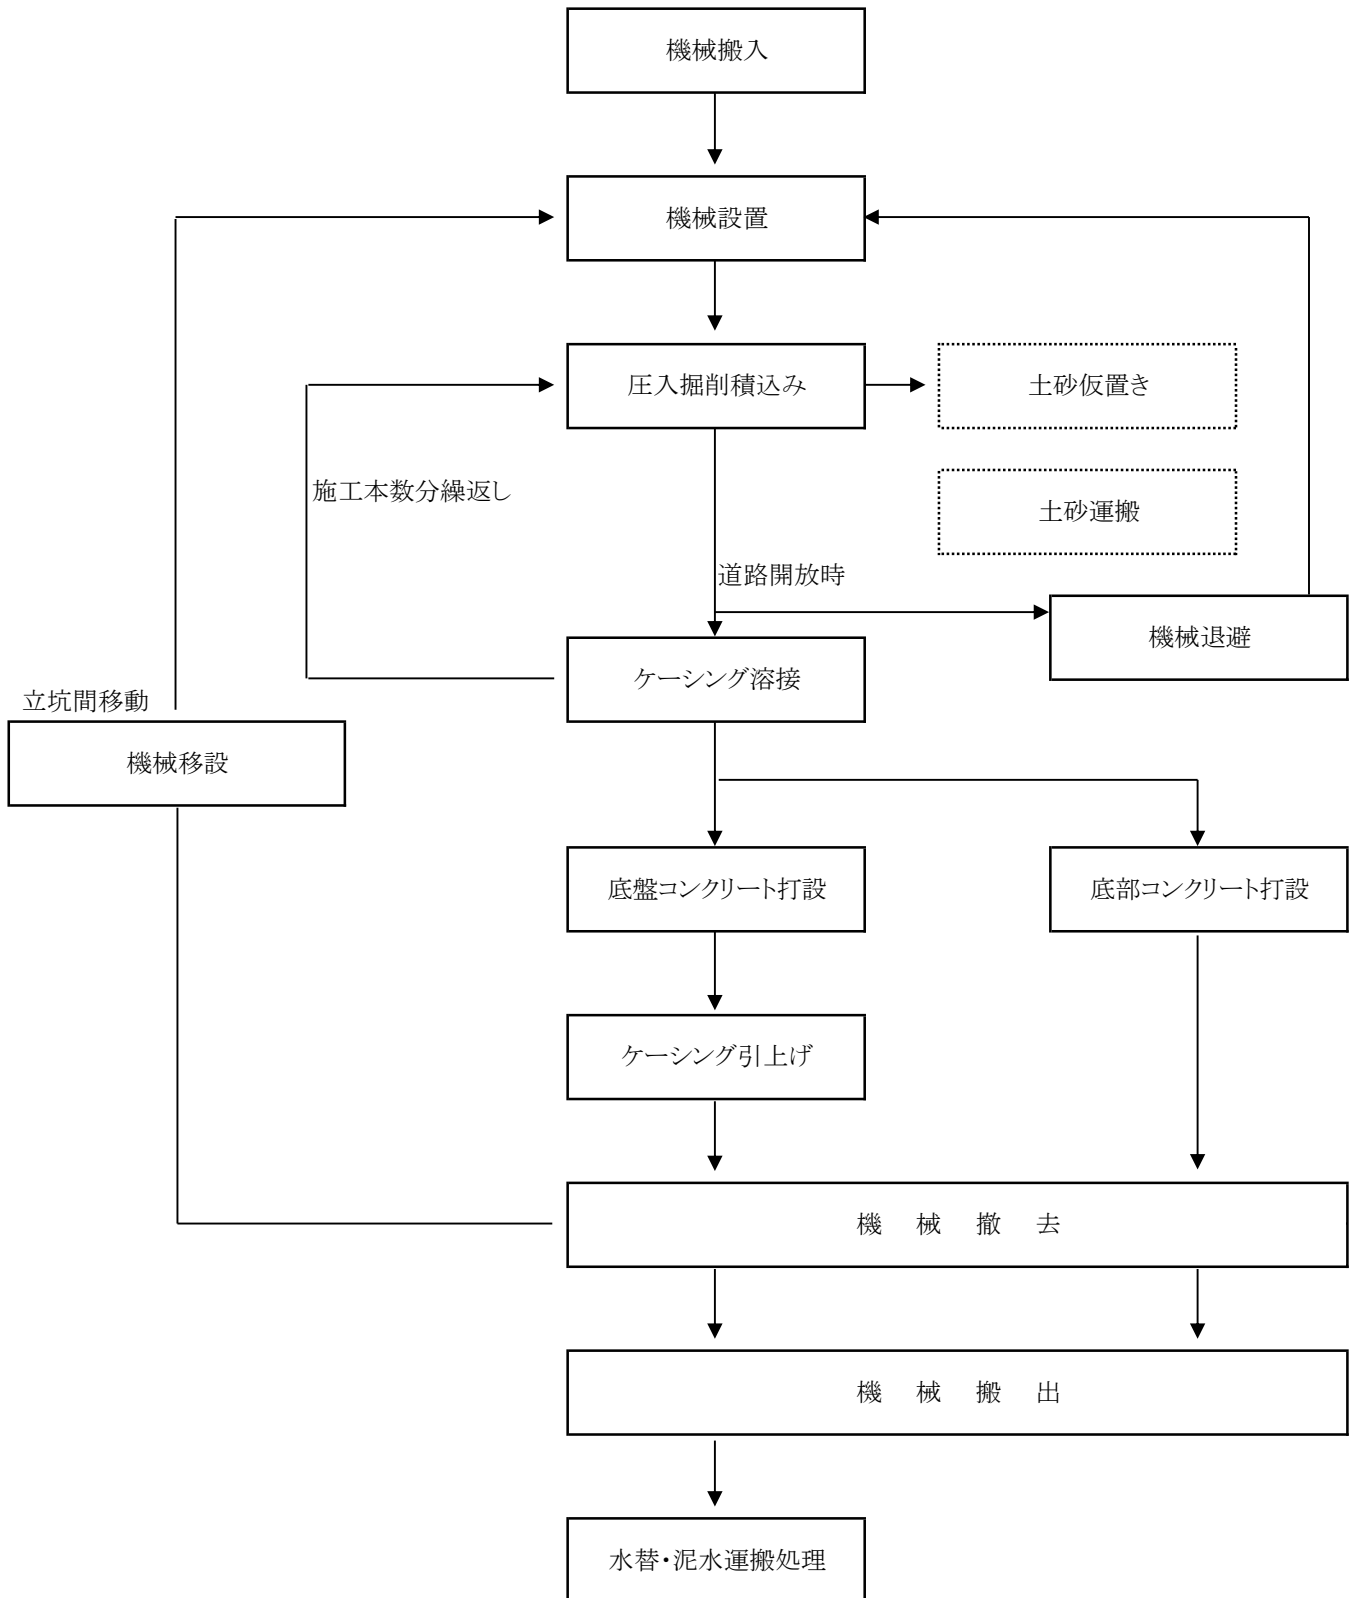 機械搬入
機械設置
圧入掘削積込み
土砂仮置き
施工本数分繰返し
土砂運搬
道路開放時
機械退避
ケーシング溶接
立坑間移動
機械移設
底盤コンクリート打設
底部コンクリート打設
ケーシング引上げ
機 械 撤 去
機 械 搬 出
水替・泥水運搬処理